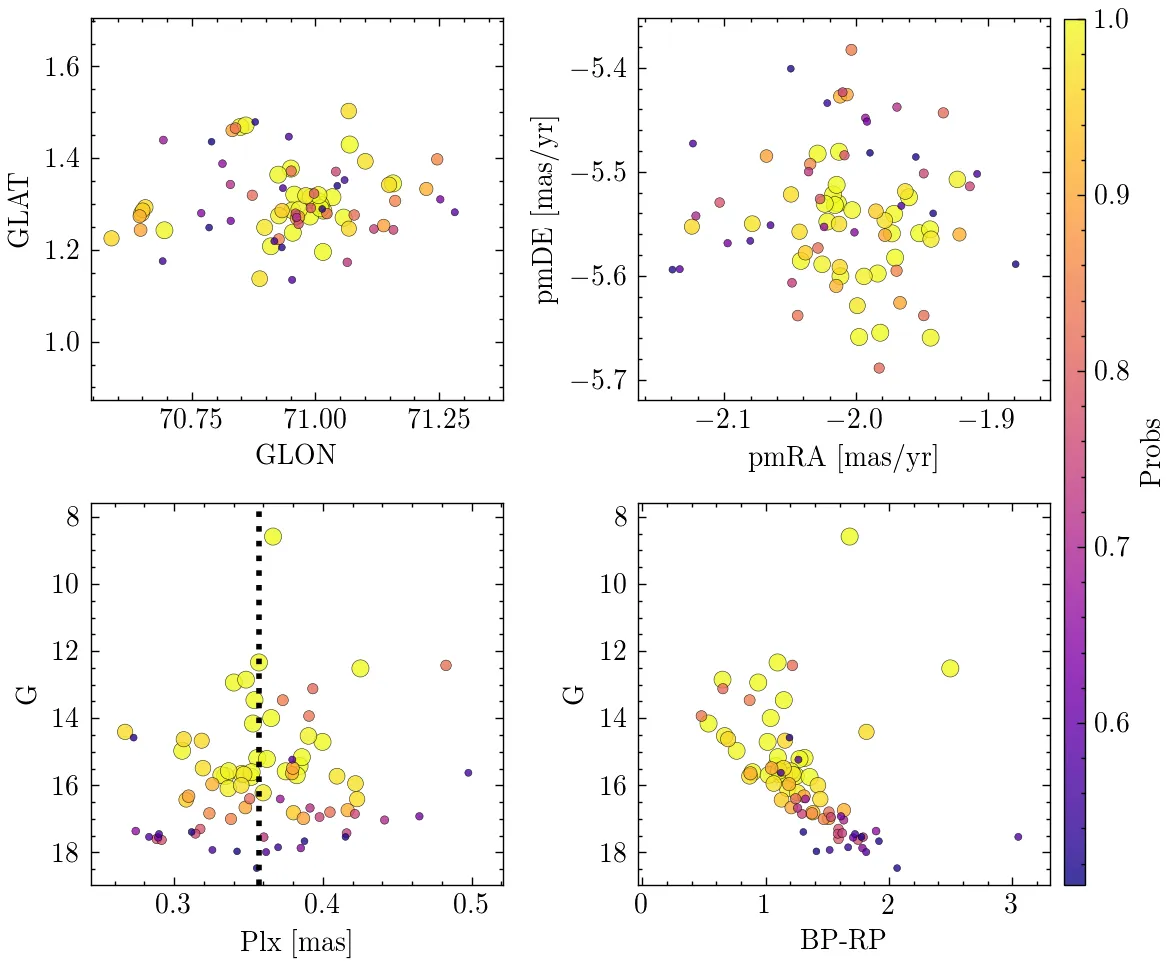 1.6
1.4
1.2
1.0
GLAT
70.75 71.00 71.25
GLON
−5.4
−5.5
−5.6
−5.7
pmDE [mas/yr]
−2.1 −2.0 −1.9
pmRA [mas/yr]
8
10
12
14
16
18
G
0.3 0.4 0.5
Plx [mas]
8
10
12
14
16
18
G
0 1 2 3
BP-RP
1.0
0.9
0.8
0.7
0.6
Probs